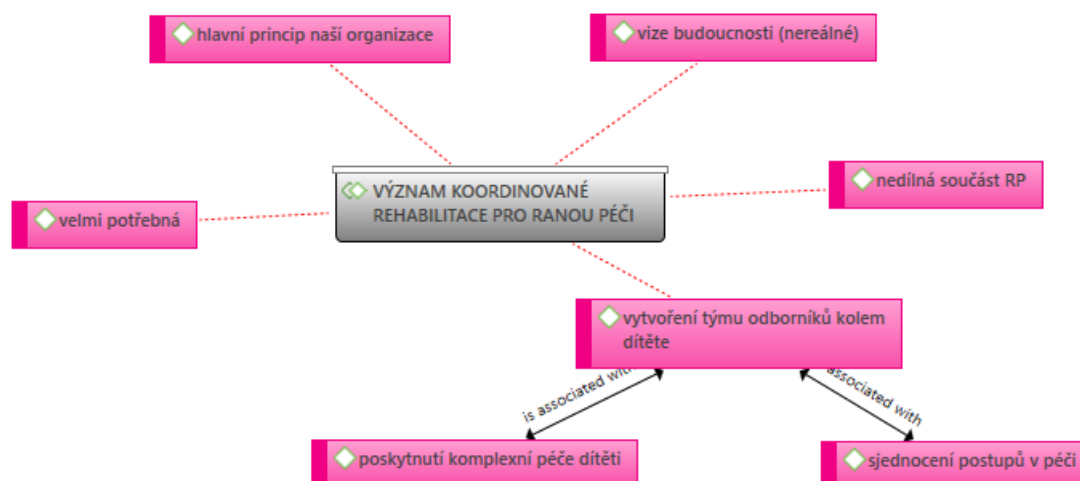 hlavní princip naší organizace
vize budoucnosti (nereálné)
VÝZNAM KOORDINOVANÉ
REHABILITACE PRO RANOU PÉČI
nedílná součást RP
velmi potřebná
vytvoření týmu odborníků kolem
dítěte
is associated with
associated with
poskytnutí komplexní péče dítěti
sjednocení postupů v péči